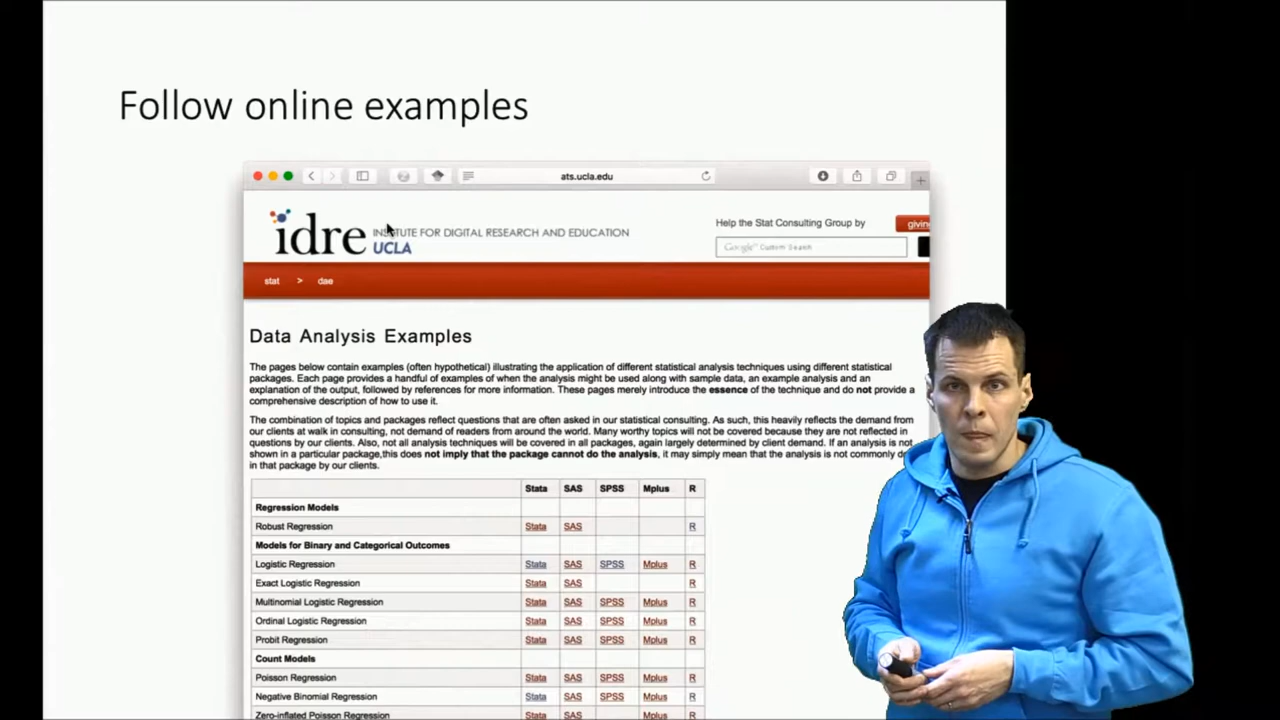 Follow online examples
ats.ucla.edu
idre INSTITUTE FOR DIGITAL RESEARCH AND EDUCATION
UCLA
Help the Stat Consulting Group by
Google™ Custom Search
stat > dae
Data Analysis Examples
The pages below contain examples (often hypothetical) illustrating the application of different statistical analysis techniques using different statistical
packages. Each page provides a handful of examples of when the analysis might be used along with sample data, an example analysis and an
explanation of the output, followed by references for more information. These pages merely introduce the essence of the technique and do not provide a
comprehensive description of how to use it.
The combination of topics and packages reflect questions that are often asked in our statistical consulting. As such, this heavily reflects the demand from
our clients at walk in consulting, not demand of readers from around the world. Many worthy topics will not be covered because they are not reflected in
questions by our clients. Also, not all analysis techniques will be covered in all packages, again largely determined by client demand. If an analysis is not
shown in a particular package,this does not imply that the package cannot do the analysis, it may simply mean that the analysis is not commonly
in that package by our clients.
Stata SAS SPSS Mplus R
Regression Models
Robust Regression Stata SAS R
Models for Binary and Categorical Outcomes
Logistic Regression Stata SAS SPSS Mplus R
Exact Logistic Regression Stata SAS R
Multinomial Logistic Regression Stata SAS SPSS Mplus R
Ordinal Logistic Regression Stata SAS SPSS Mplus R
Probit Regression Stata SAS SPSS Mplus R
Count Models
Poisson Regression Stata SAS SPSS Mplus R
Negative Binomial Regression Stata SAS SPSS Mplus R
Zero-inflated Poisson Regression Stata SAS Mplus R